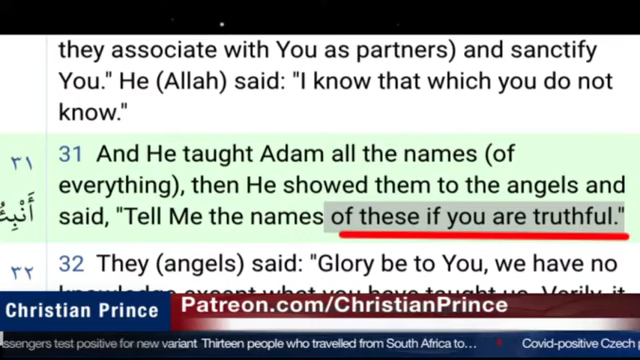 they associate with You as partners) and sanctify
You." He (Allah) said: "I know that which you do not
know."
٣١ 31 And He taught Adam all the names (of
everything), then He showed them to the angels and
أَنْبِئُ said, "Tell Me the names of these if you are truthful."
٣٢ 32 They (angels) said: "Glory be to You, we have no
Christian Prince Patreon.com/ChristianPrince
ssengers test positive for new variant Thirteen people who travelled from South Africa to... Covid-positive Czech p